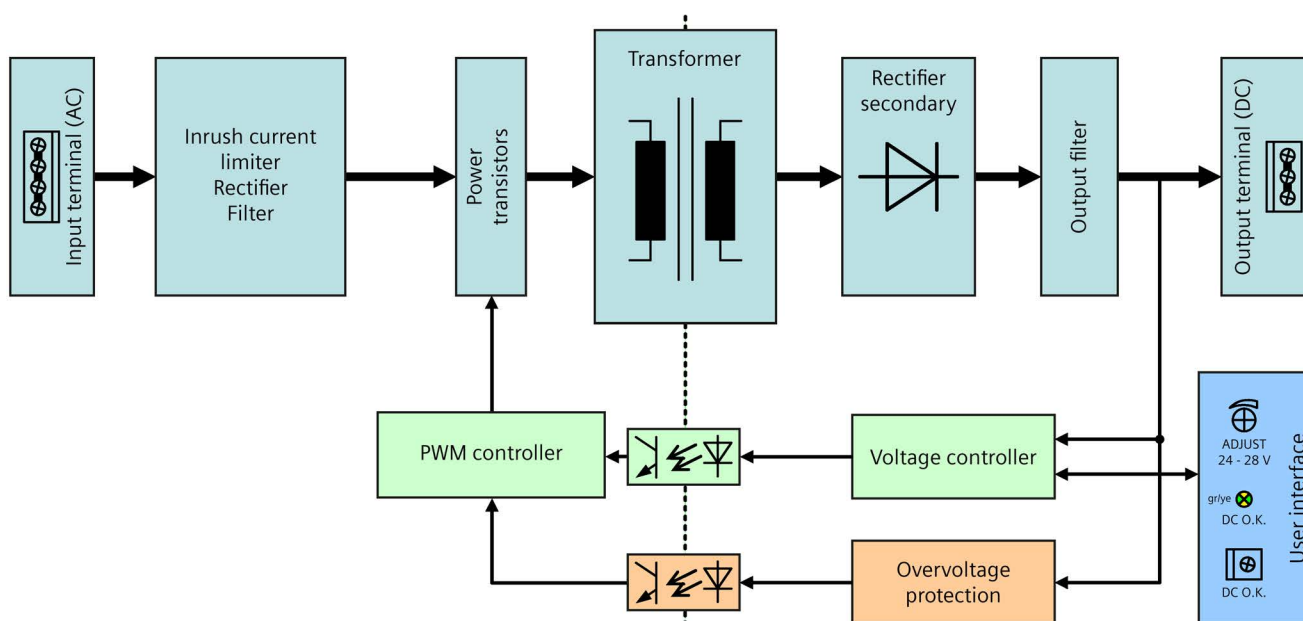 Input terminal (AC)
Inrush current
limiter
Rectifier
Filter
Power
transistors
Transformer
Rectifier
secondary
Output filter
Output terminal (DC)
PWM controller
Voltage controller
Overvoltage
protection
ADJUST
24 - 28 V
gr/ye
DC O.K.
DC O.K.
User interface